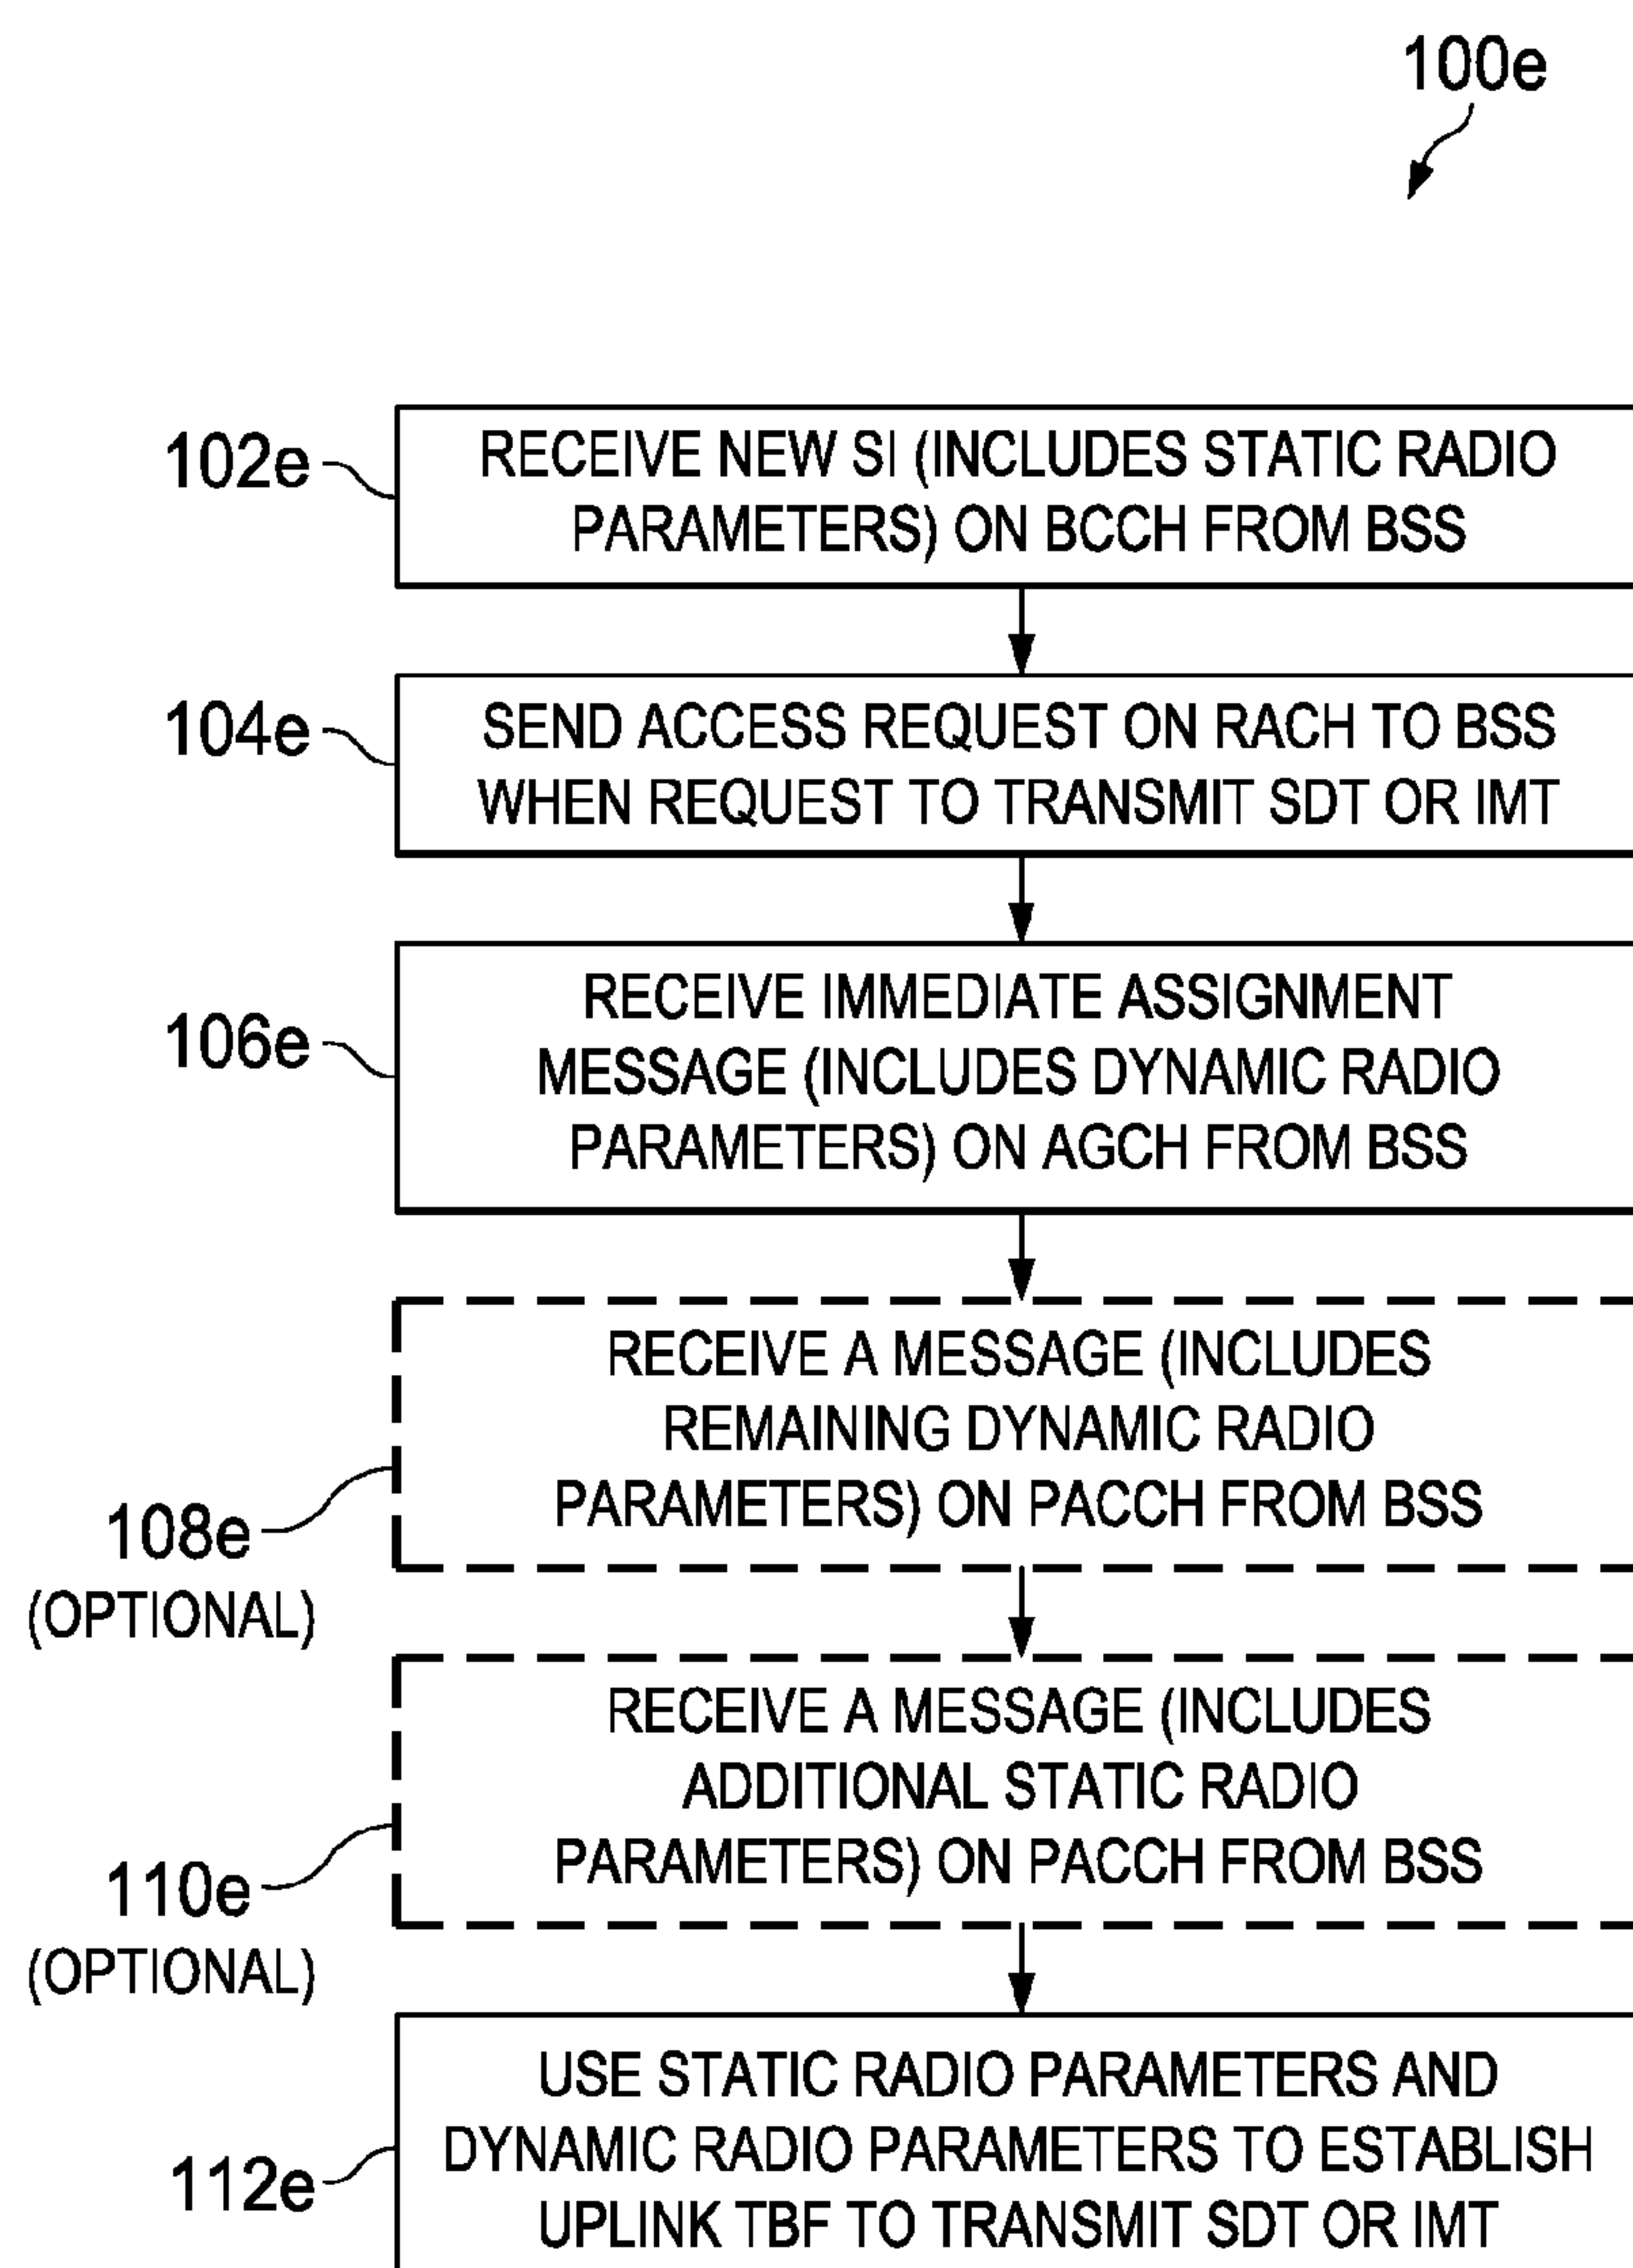 100e
102e
RECEIVE NEW SI (INCLUDES STATIC RADIO
PARAMETERS) ON BCCH FROM BSS
104e
SEND ACCESS REQUEST ON RACH TO BSS
WHEN REQUEST TO TRANSMIT SDT OR IMT
106e
RECEIVE IMMEDIATE ASSIGNMENT
MESSAGE (INCLUDES DYNAMIC RADIO
PARAMETERS) ON AGCH FROM BSS
108e
(OPTIONAL)
RECEIVE A MESSAGE (INCLUDES
REMAINING DYNAMIC RADIO
PARAMETERS) ON PACCH FROM BSS
110e
(OPTIONAL)
RECEIVE A MESSAGE (INCLUDES
ADDITIONAL STATIC RADIO
PARAMETERS) ON PACCH FROM BSS
112e
USE STATIC RADIO PARAMETERS AND
DYNAMIC RADIO PARAMETERS TO ESTABLISH
UPLINK TBF TO TRANSMIT SDT OR IMT